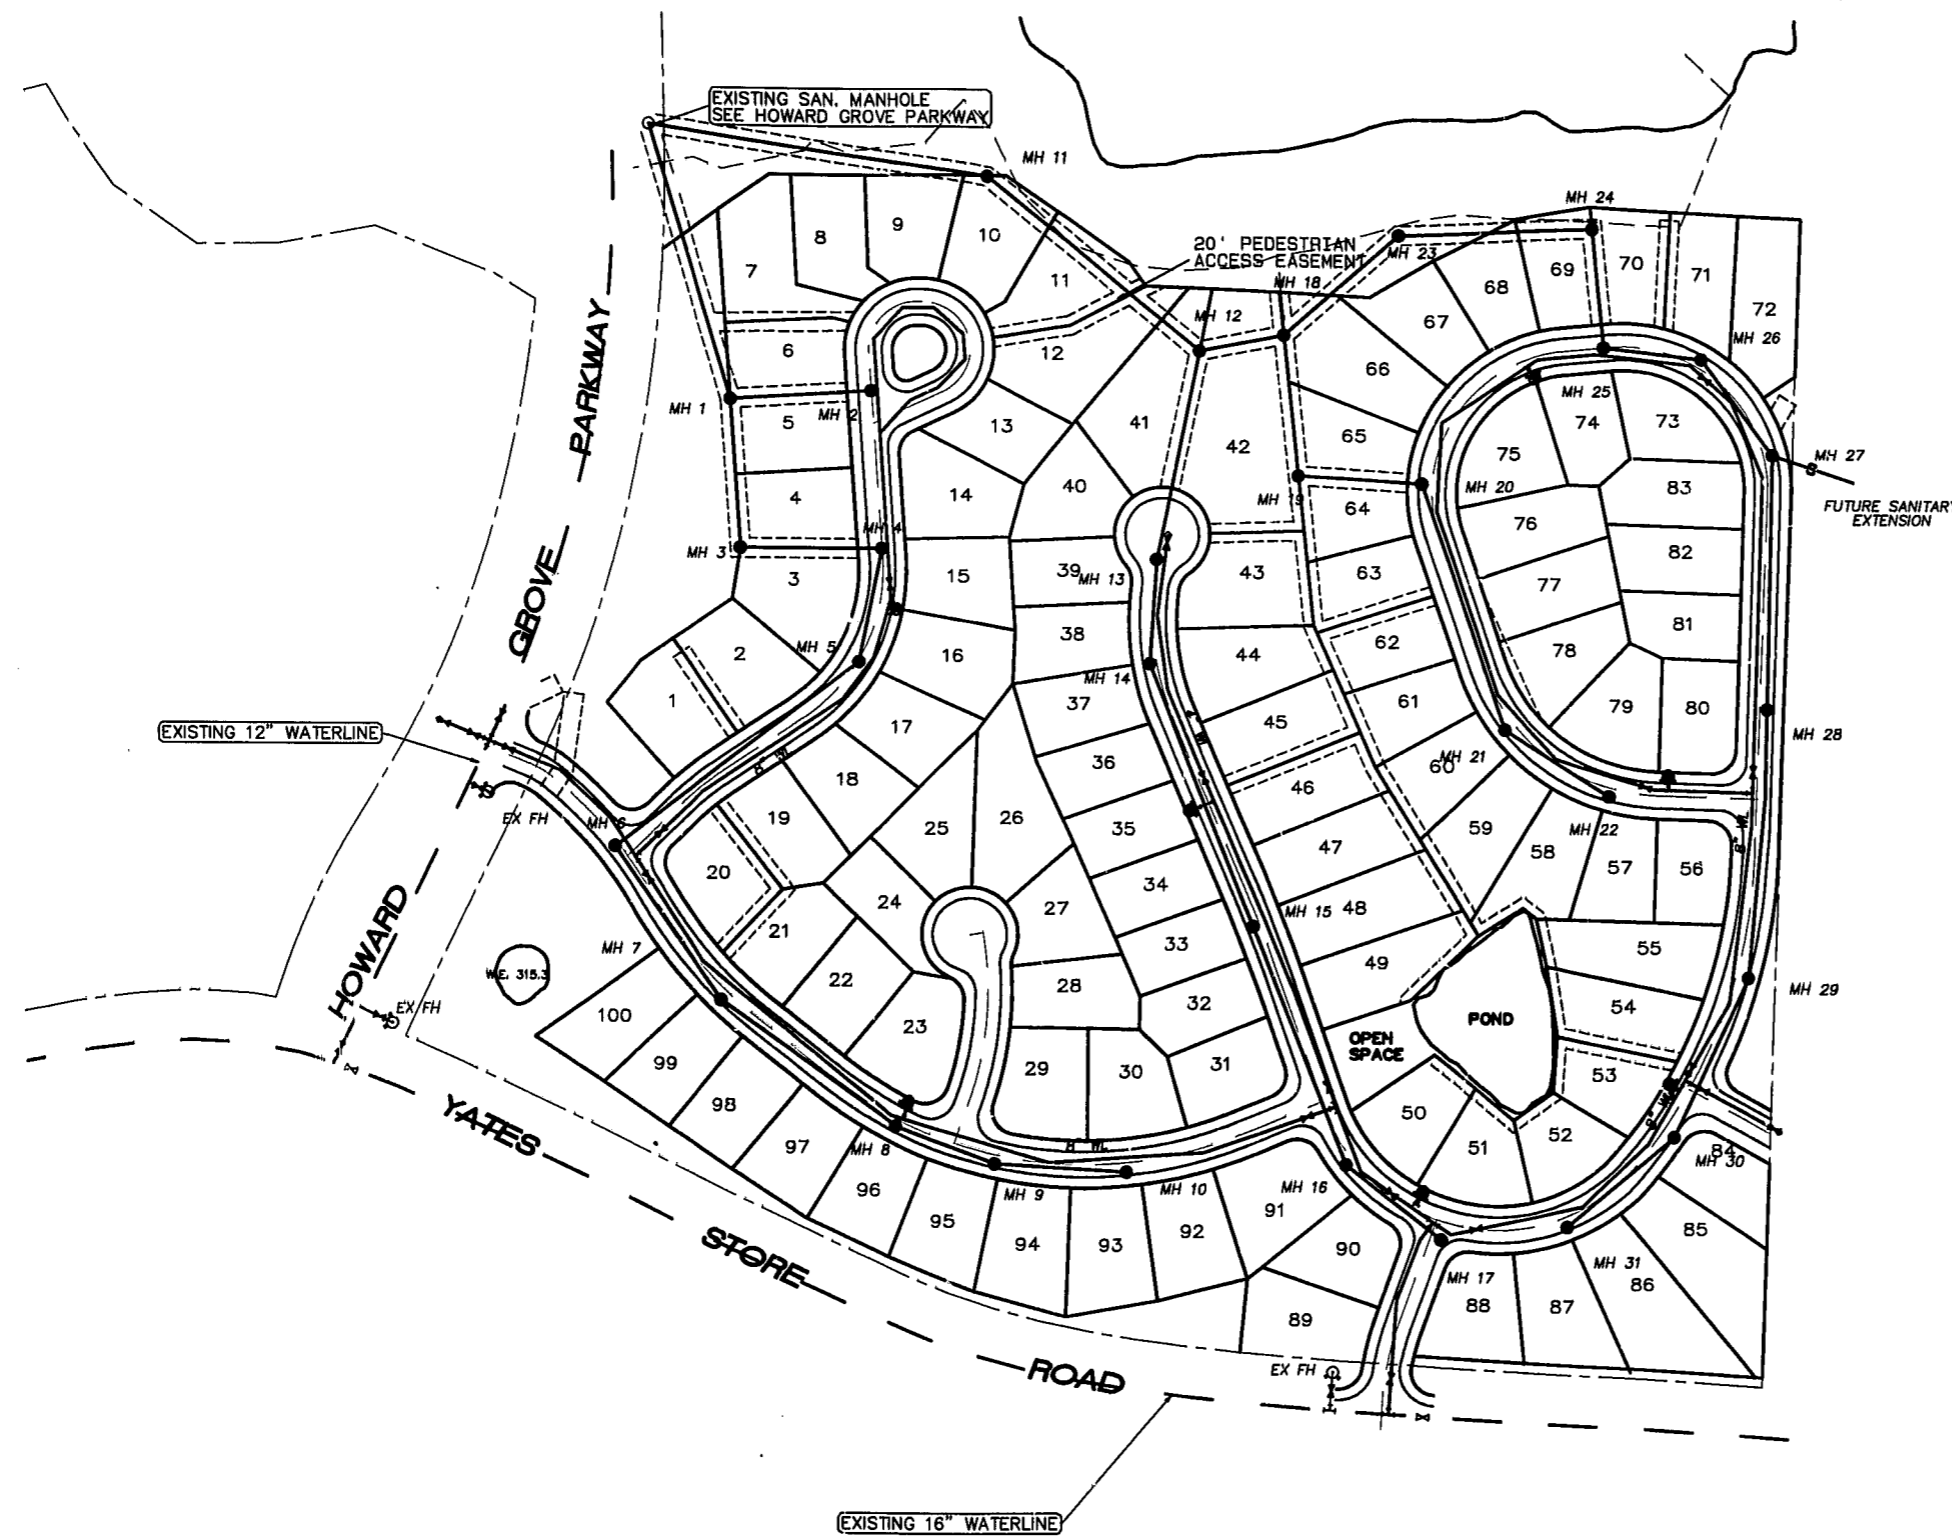 EXISTING SAN. MANHOLE
SEE HOWARD GROVE PARKWAY
MH 11
MH 24
20' PEDESTRIAN
ACCESS EASEMENT
MH 23
MH 18
MH 12
MH 26
MH 25
MH 1
MH 2
MH 27
FUTURE SANITARY
EXTENSION
S
MH 19
MH 20
MH 3
MH 4
MH 13
MH 5
MH 14
MH 21
MH 28
MH 6
MH 22
MH 15
MH 7
MH 29
MH 8
MH 9
MH 10
MH 16
MH 30
MH 17
MH 31
7
8
9
10
11
12
6
5
4
3
2
1
13
14
15
16
17
18
19
20
21
22
23
24
25
26
27
28
29
30
31
32
33
34
35
36
37
38
39
40
41
42
43
44
45
46
47
48
49
50
51
52
53
54
55
56
57
58
59
60
61
62
63
64
65
66
67
68
69
70
71
72
73
74
75
76
77
78
79
80
81
82
83
84
85
86
87
88
89
90
91
92
93
94
95
96
97
98
99
100
HOWARD
GROVE
PARKWAY
EXISTING 12" WATERLINE
EX FH
EX FH
EX FH
W.E. 315.3
8" WL
8" WL
OPEN
SPACE
POND
YATES
STORE
ROAD
EXISTING 16" WATERLINE